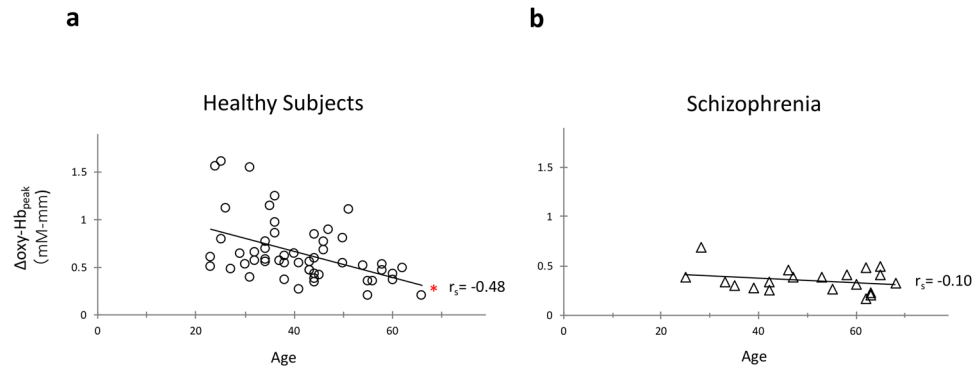 a
Healthy Subjects
Δoxy-Hbpeak
(mM-mm)
1.5
1
0.5
0
0
20
40
60
Age
* rs= -0.48
b
Schizophrenia
1.5
1
0.5
0
0
20
40
60
Age
rs= -0.10